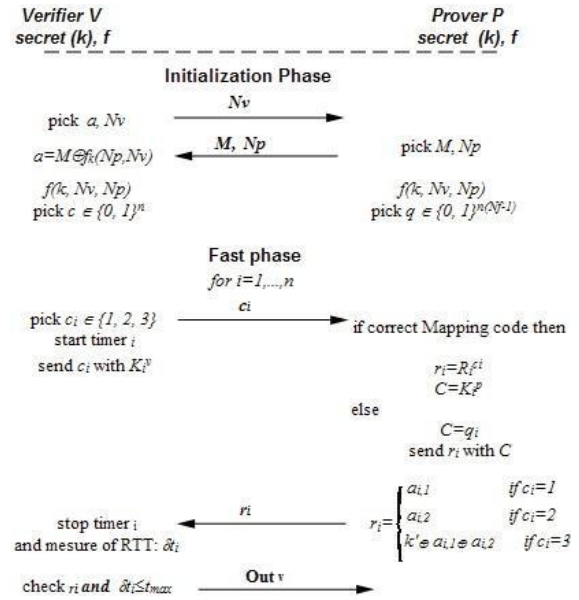 Verifier V
secret (k), f
Prover P
secret (k), f
Initialization Phase
Nv
pick a, Nv
M, Np
a=M⊕fk(Np,Nv)
pick M, Np
f(k, Nv, Np)
pick c ∈ {0, 1}ⁿ
f(k, Nv, Np)
pick q ∈ {0, 1}ⁿ⁽ᴺᶠ⁻¹⁾
Fast phase
for i=1,...,n
ci
pick ci ∈ {1, 2, 3}
start timer i
send ci with Kiᵛ
if correct Mapping code then
ri=Riᶜⁱ
C=Kiᵖ
else
C=qi
send ri with C
ri
stop timer i
and mesure of RTT: δti
ri={
ai,1 if ci=1
ai,2 if ci=2
k'⊕ai,1⊕ai,2 if ci=3
check ri and δti≤tmax
Out v